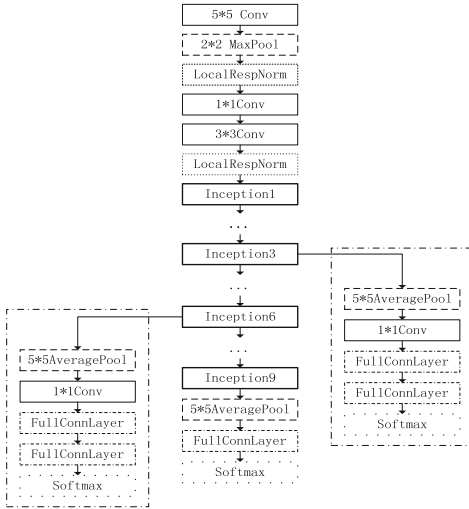 5*5 Conv
2*2 MaxPool
LocalRespNorm
1*1Conv
3*3Conv
LocalRespNorm
Inception1
...
Inception3
...
Inception6
...
Inception9
5*5AveragePool
FullConnLayer
Softmax
5*5AveragePool
1*1Conv
FullConnLayer
FullConnLayer
Softmax
5*5AveragePool
1*1Conv
FullConnLayer
FullConnLayer
Softmax